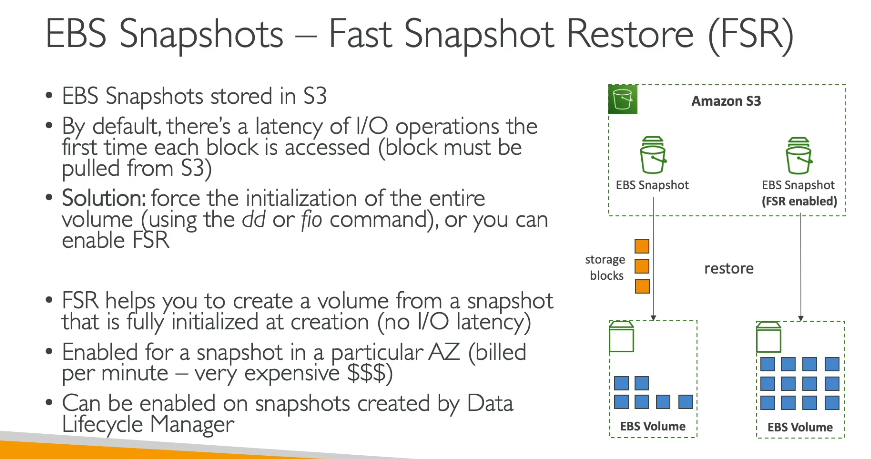 EBS Snapshots – Fast Snapshot Restore (FSR)
• EBS Snapshots stored in S3
• By default, there's a latency of I/O operations the
first time each block is accessed (block must be
pulled from S3)
• Solution: force the initialization of the entire
volume (using the dd or fio command), or you can
enable FSR
• FSR helps you to create a volume from a snapshot
that is fully initialized at creation (no I/O latency)
• Enabled for a snapshot in a particular AZ (billed
per minute – very expensive $$$)
• Can be enabled on snapshots created by Data
Lifecycle Manager
Amazon S3
EBS Snapshot
EBS Snapshot
(FSR enabled)
storage
blocks
restore
EBS Volume
EBS Volume